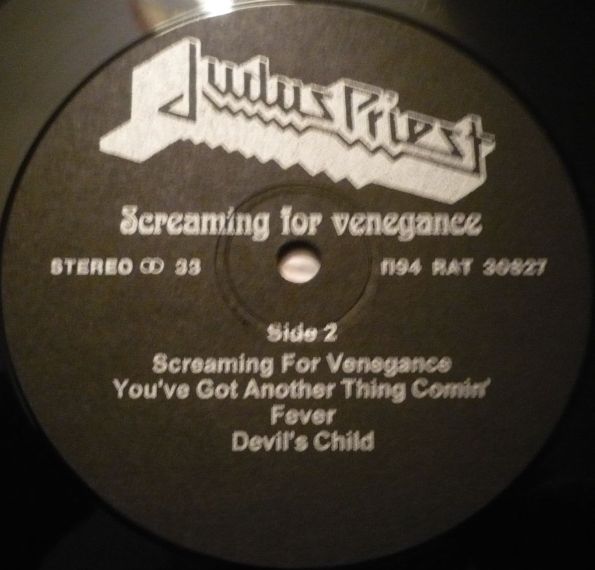 Judas Priest
Screaming for venegance
STEREO ↀ 33 П94 RAT 30827
Side 2
Screaming For Venegance
You've Got Another Thing Comin'
Fever
Devil's Child